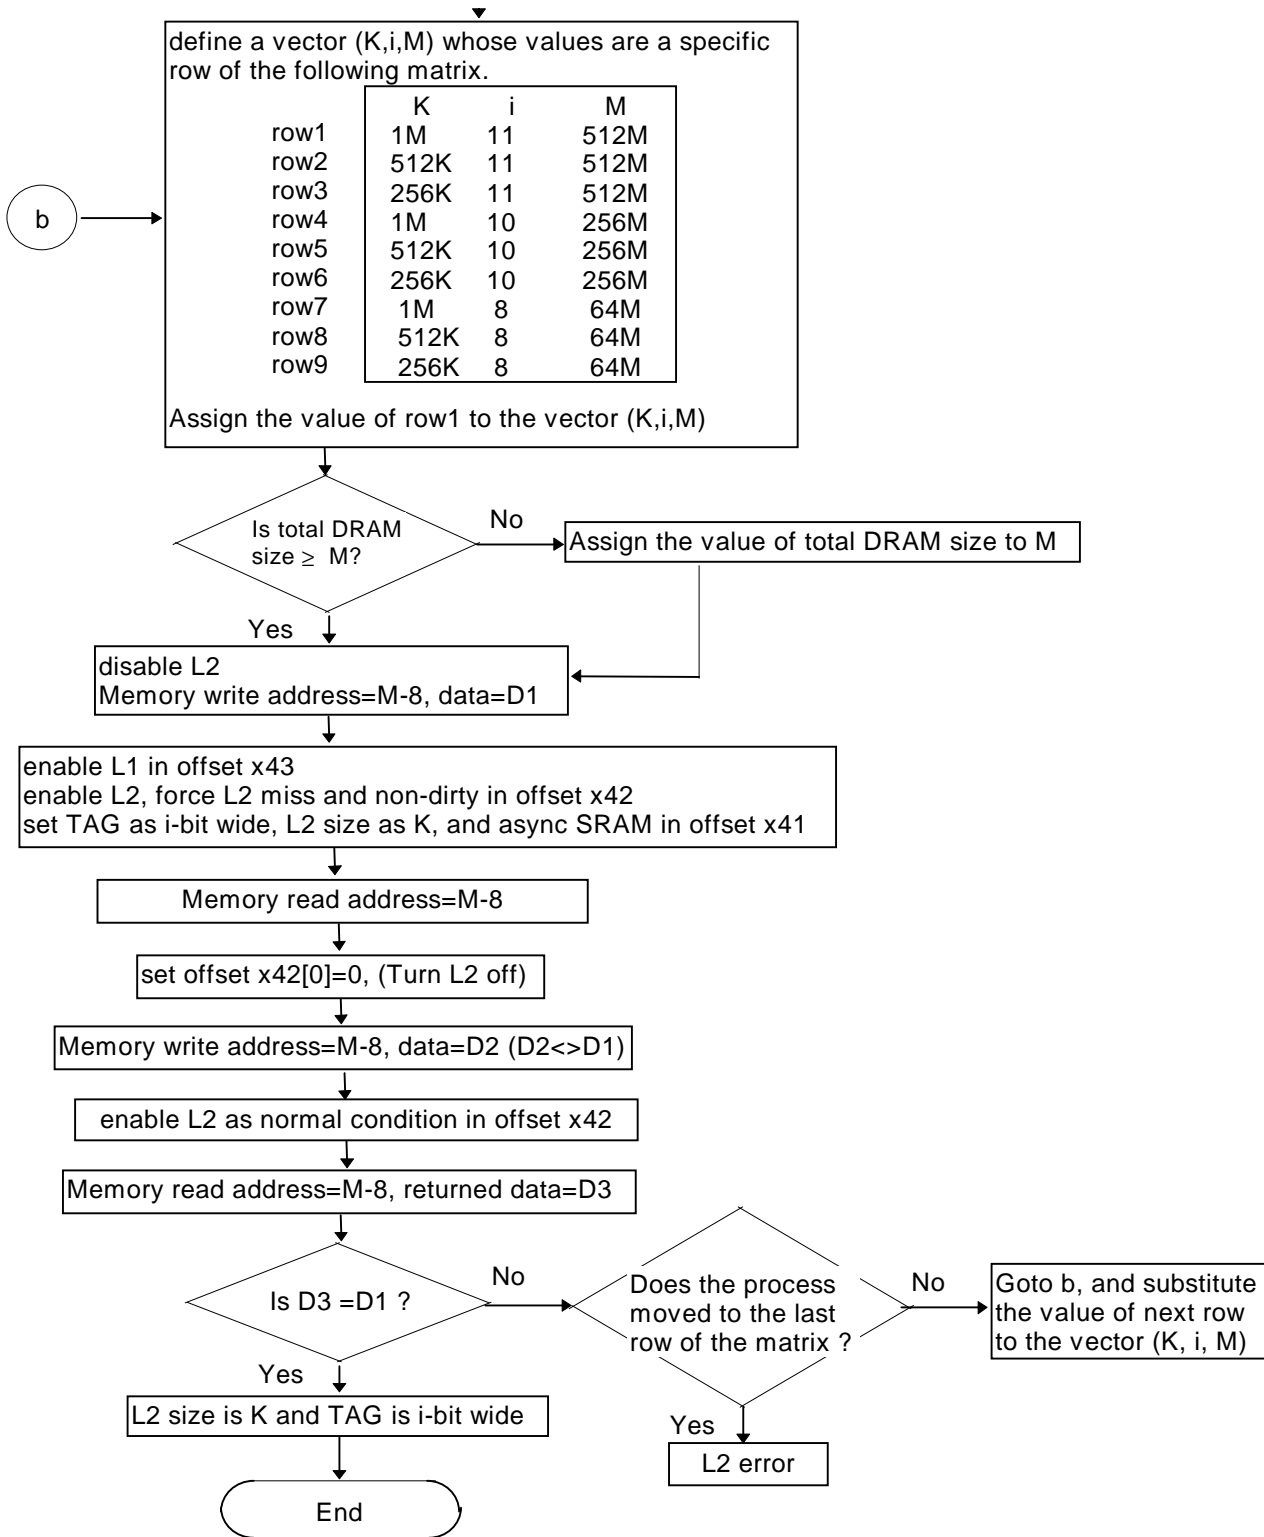 define a vector (K,i,M) whose values are a specific
row of the following matrix.
K i M
row1 1M 11 512M
row2 512K 11 512M
row3 256K 11 512M
row4 1M 10 256M
row5 512K 10 256M
row6 256K 10 256M
row7 1M 8 64M
row8 512K 8 64M
row9 256K 8 64M
Assign the value of row1 to the vector (K,i,M)
b
Is total DRAM
size ≥ M?
No
Assign the value of total DRAM size to M
Yes
disable L2
Memory write address=M-8, data=D1
enable L1 in offset x43
enable L2, force L2 miss and non-dirty in offset x42
set TAG as i-bit wide, L2 size as K, and async SRAM in offset x41
Memory read address=M-8
set offset x42[0]=0, (Turn L2 off)
Memory write address=M-8, data=D2 (D2<>D1)
enable L2 as normal condition in offset x42
Memory read address=M-8, returned data=D3
Is D3 =D1 ?
No
Does the process
moved to the last
row of the matrix ?
No
Goto b, and substitute
the value of next row
to the vector (K, i, M)
Yes
L2 size is K and TAG is i-bit wide
Yes
L2 error
End